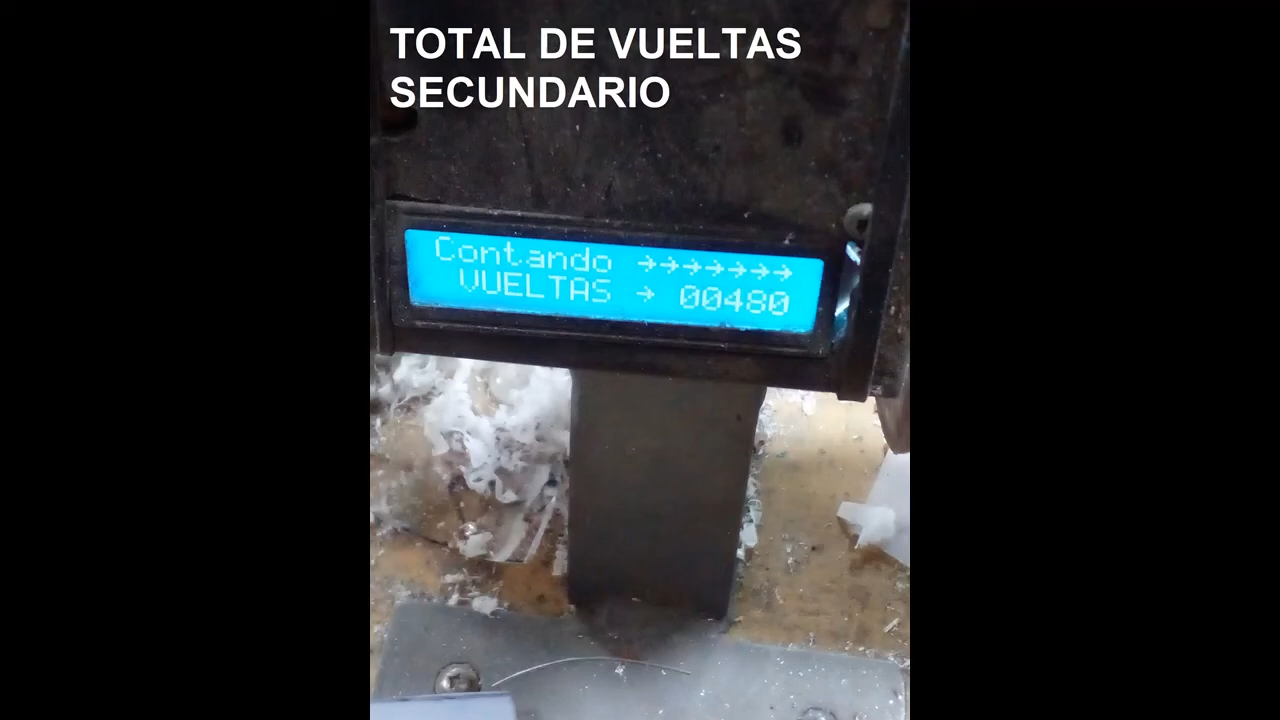 TOTAL DE VUELTAS
SECUNDARIO
Contando →→→→→→→
VUELTAS → 00480